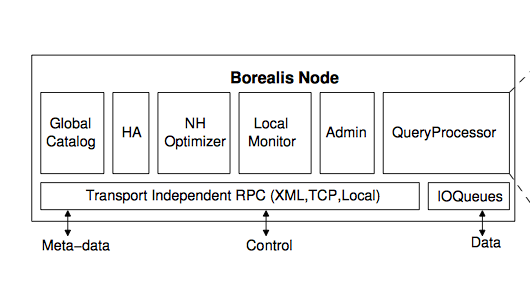 Borealis Node
Global
Catalog
HA
NH
Optimizer
Local
Monitor
Admin
QueryProcessor
Transport Independent RPC (XML,TCP,Local)
IOQueues
Meta-data
Control
Data